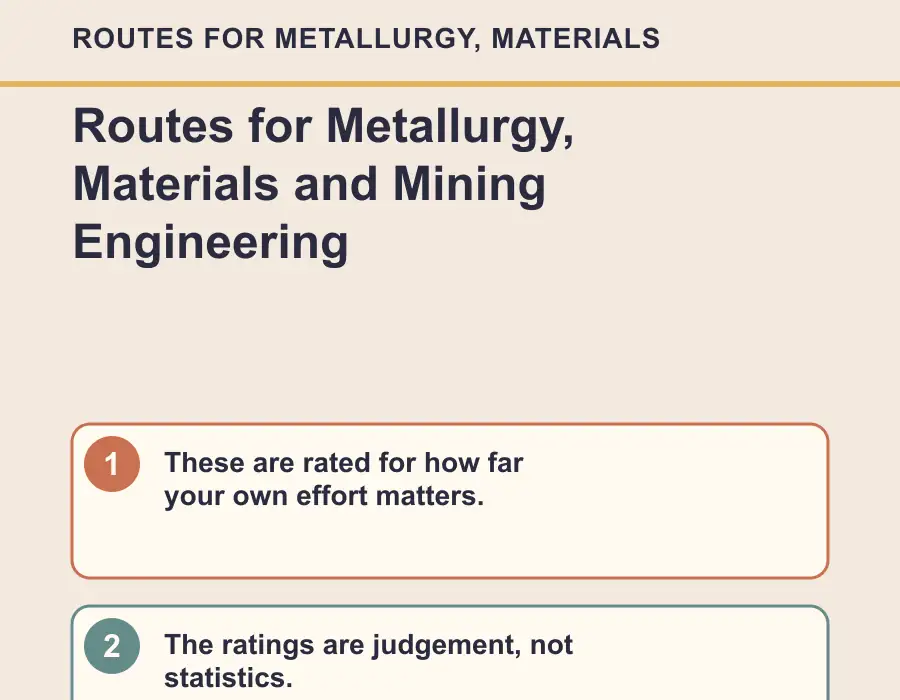 ROUTES FOR METALLURGY, MATERIALS
Routes for Metallurgy,
Materials and Mining
Engineering
1
These are rated for how far
your own effort matters.
2
The ratings are judgement, not
statistics.